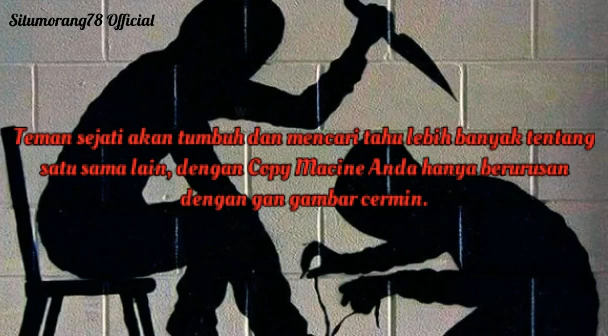 Situmorang78 Official
Teman sejati akan tumbuh dan mencari tahu lebih banyak tentang
satu sama lain, dengan Copy Macine Anda hanya berurusan
dengan gan gambar cermin.